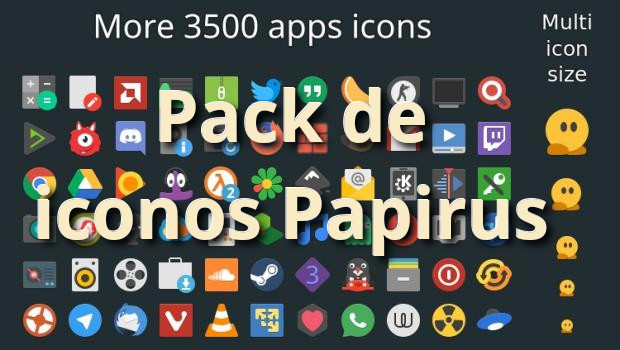 More 3500 apps icons
Multi
icon
size
Pack de
iconos Papirus